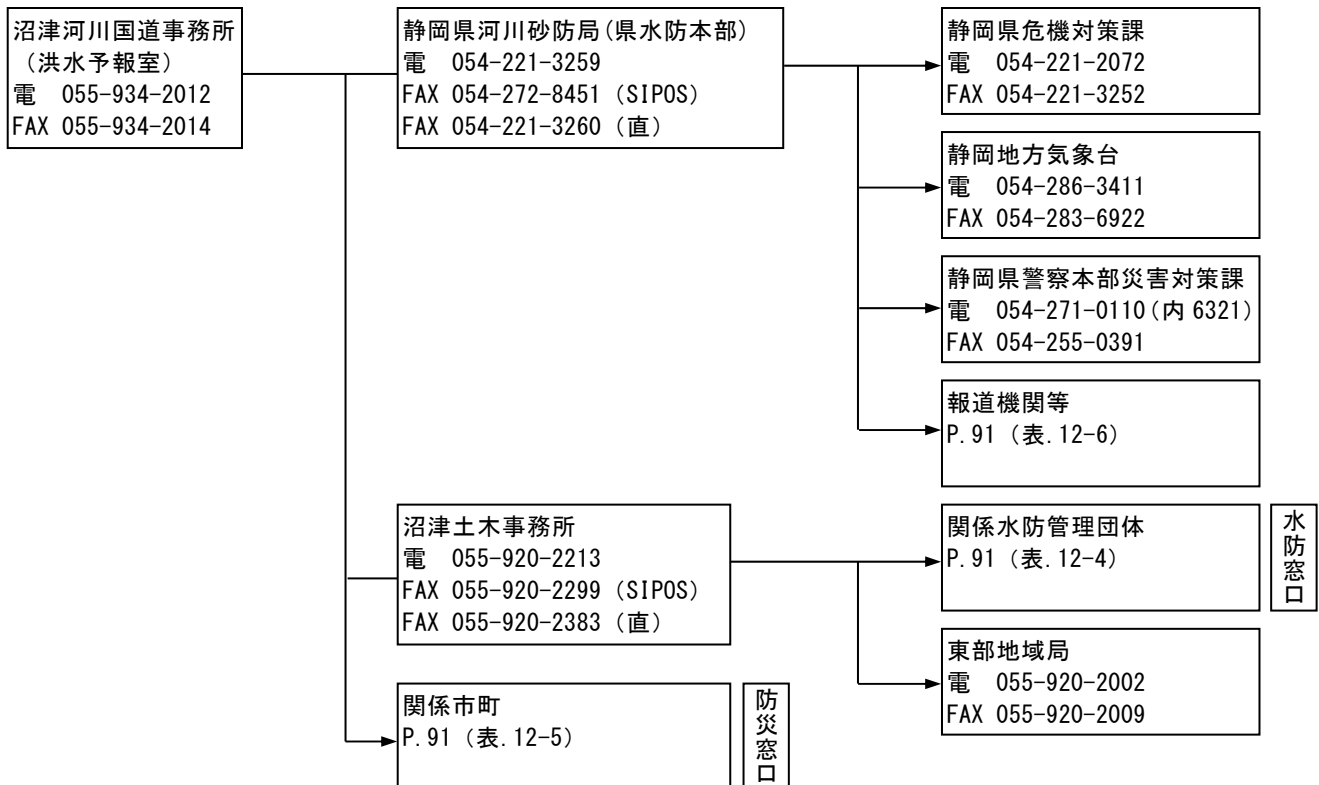 沼津河川国道事務所
（洪水予報室）
電　055-934-2012
FAX 055-934-2014
静岡県河川砂防局（県水防本部）
電　054-221-3259
FAX 054-272-8451（SIPOS）
FAX 054-221-3260（直）
静岡県危機対策課
電　054-221-2072
FAX 054-221-3252
静岡地方気象台
電　054-286-3411
FAX 054-283-6922
静岡県警察本部災害対策課
電　054-271-0110（内 6321）
FAX 054-255-0391
報道機関等
P.91（表.12-6）
沼津土木事務所
電　055-920-2213
FAX 055-920-2299（SIPOS）
FAX 055-920-2383（直）
関係水防管理団体
P.91（表.12-4）
水防窓口
東部地域局
電　055-920-2002
FAX 055-920-2009
関係市町
P.91（表.12-5）
防災窓口